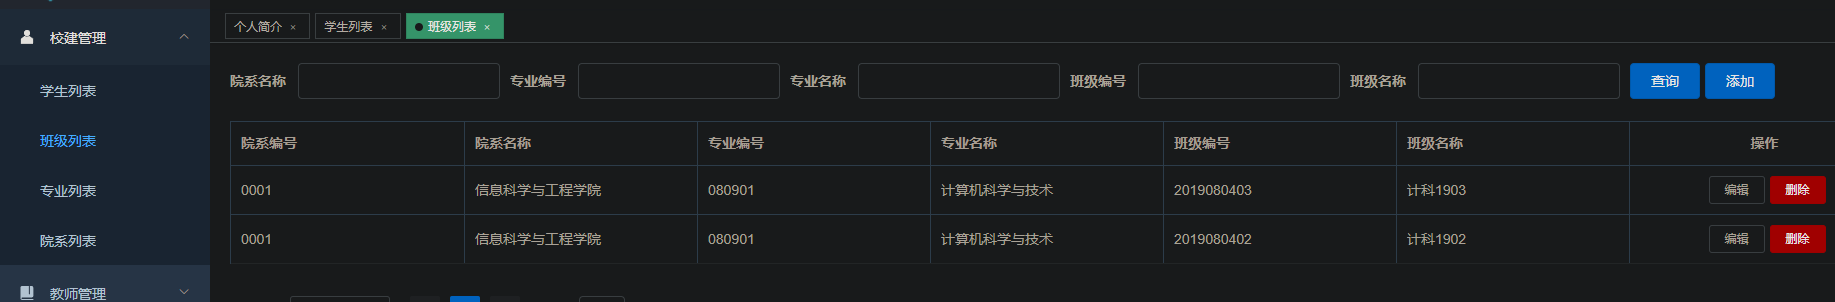 校建管理
学生列表
班级列表
专业列表
院系列表
教师管理
个人简介 × 学生列表 × 班级列表 ×
院系名称 专业编号 专业名称 班级编号 班级名称 查询 添加
院系编号 院系名称 专业编号 专业名称 班级编号 班级名称 操作
0001 信息科学与工程学院 080901 计算机科学与技术 2019080403 计科1903 编辑 删除
0001 信息科学与工程学院 080901 计算机科学与技术 2019080402 计科1902 编辑 删除